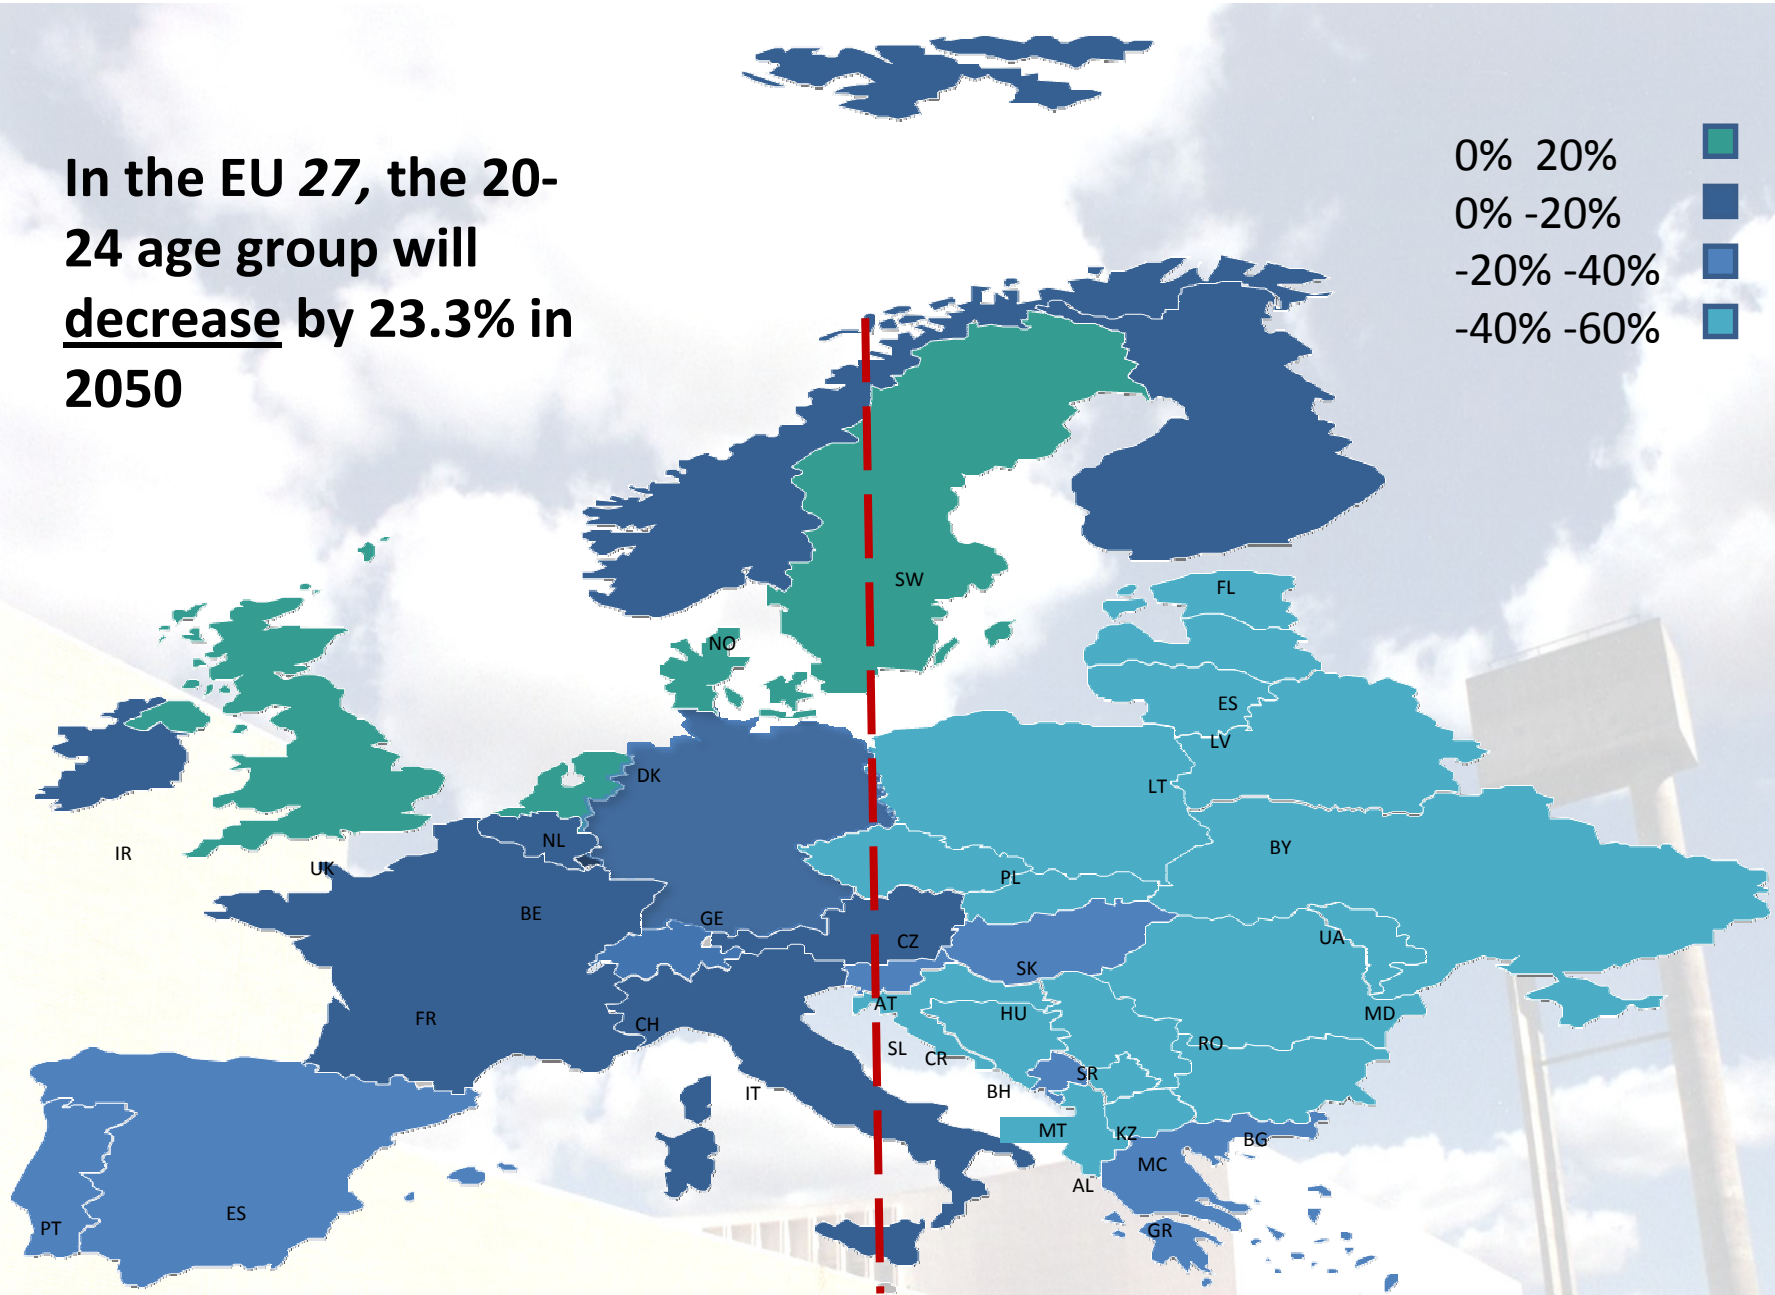 In the EU 27, the 20-
24 age group will
decrease by 23.3% in
2050
0% 20%
0% -20%
-20% -40%
-40% -60%
SW
FL
NO
ES
LV
DK
LT
IR
UK
NL
BY
PL
BE
GE
CZ
UA
SK
FR
CH
AT
HU
MD
SL
CR
RO
SR
IT
BH
MT
KZ
BG
MC
AL
PT
ES
GR